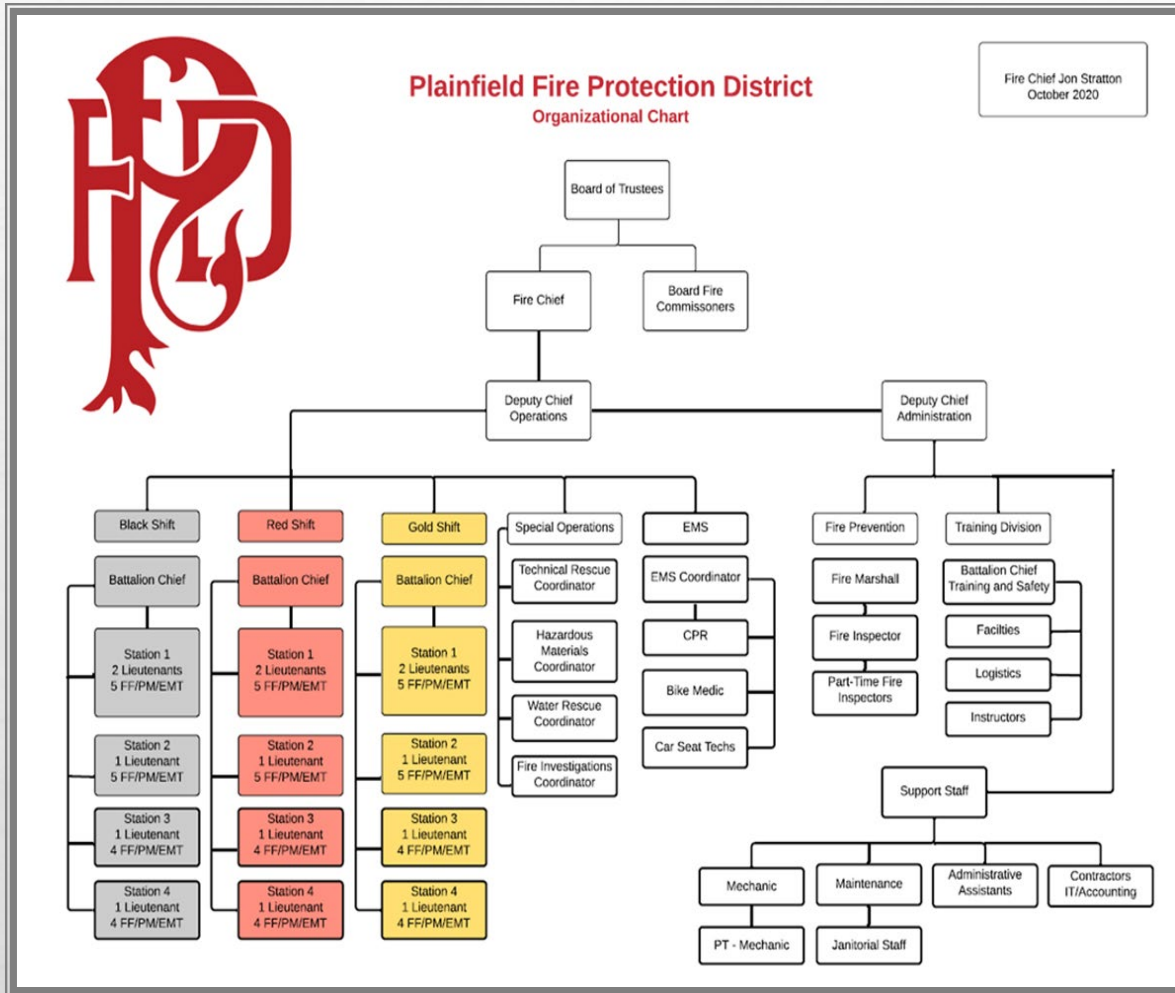 Plainfield Fire Protection District
Organizational Chart
Fire Chief Jon Stratton
October 2020
Board of Trustees
Fire Chief
Board Fire
Commissoners
Deputy Chief
Operations
Deputy Chief
Administration
Black Shift
Red Shift
Gold Shift
Special Operations
EMS
Fire Prevention
Training Division
Battalion Chief
Station 1
2 Lieutenants
5 FF/PM/EMT
Station 2
1 Lieutenant
5 FF/PM/EMT
Station 3
1 Lieutenant
4 FF/PM/EMT
Station 4
1 Lieutenant
4 FF/PM/EMT
Battalion Chief
Station 1
2 Lieutenants
5 FF/PM/EMT
Station 2
1 Lieutenant
5 FF/PM/EMT
Station 3
1 Lieutenant
4 FF/PM/EMT
Station 4
1 Lieutenant
4 FF/PM/EMT
Battalion Chief
Station 1
2 Lieutenants
5 FF/PM/EMT
Station 2
1 Lieutenant
5 FF/PM/EMT
Station 3
1 Lieutenant
4 FF/PM/EMT
Station 4
1 Lieutenant
4 FF/PM/EMT
Technical Rescue
Coordinator
Hazardous
Materials
Coordinator
Water Rescue
Coordinator
Fire Investigations
Coordinator
EMS Coordinator
CPR
Bike Medic
Car Seat Techs
Fire Marshall
Fire Inspector
Part-Time Fire
Inspectors
Battalion Chief
Training and Safety
Facilties
Logistics
Instructors
Support Staff
Mechanic
Maintenance
Administrative
Assistants
Contractors
IT/Accounting
PT - Mechanic
Janitorial Staff
PFPD